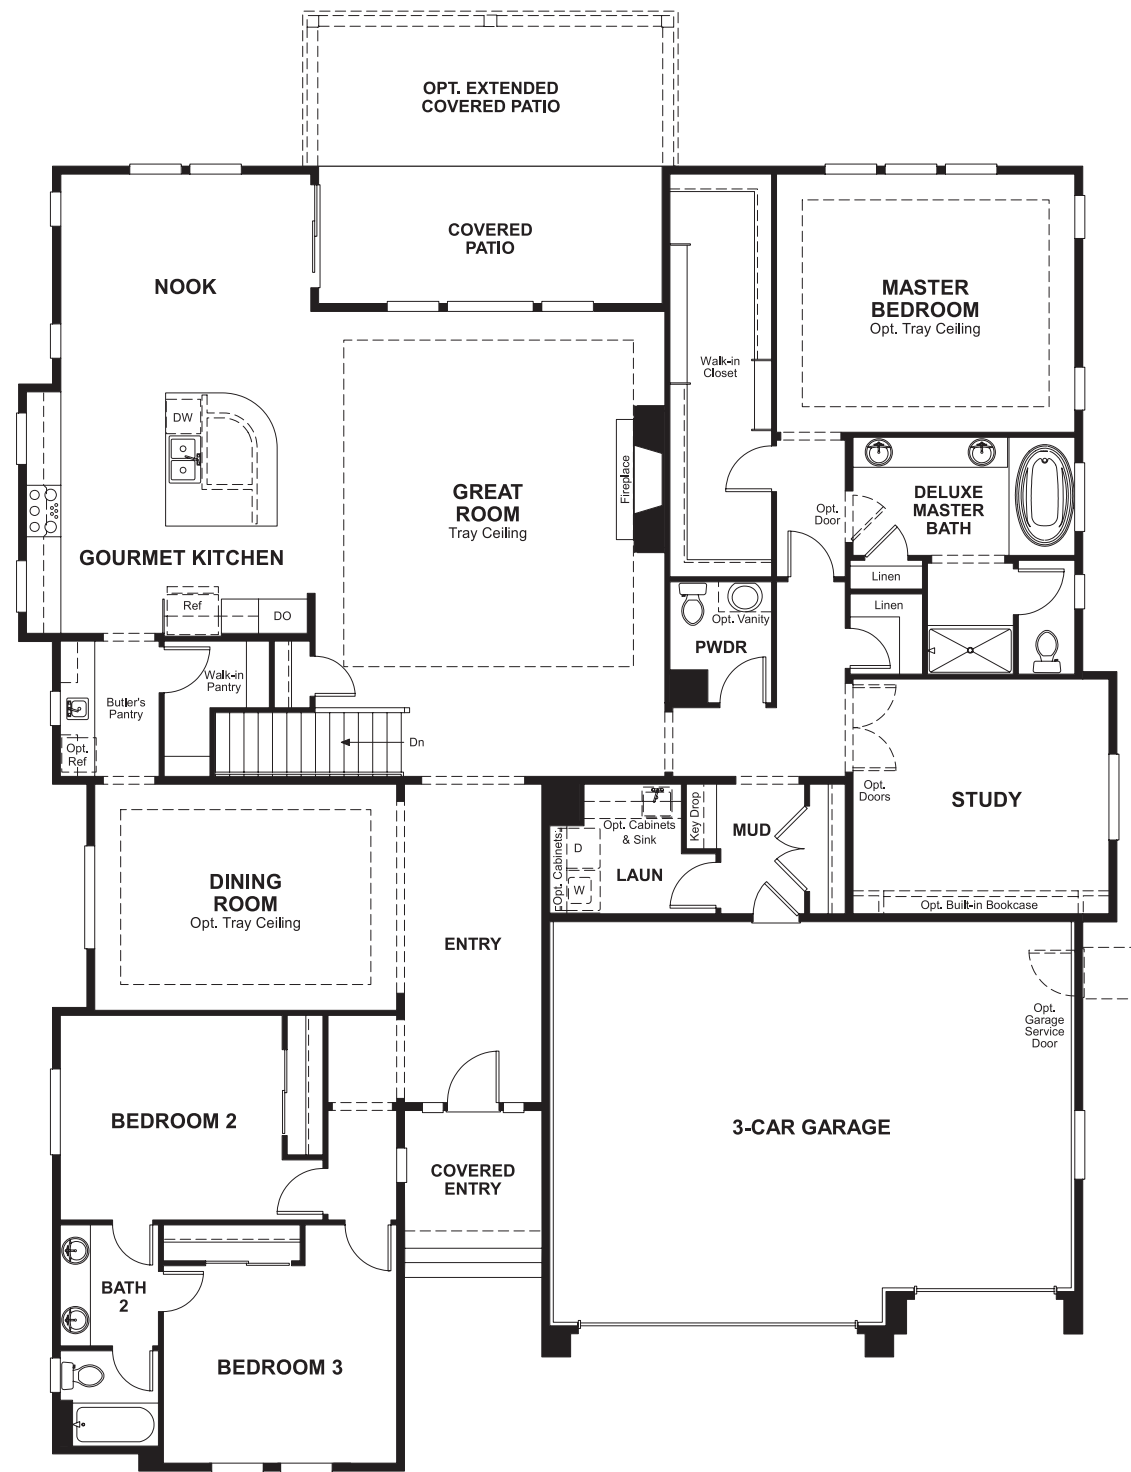 OPT. EXTENDED
COVERED PATIO
COVERED
PATIO
NOOK
MASTER
BEDROOM
Opt. Tray Ceiling
Walk-in
Closet
DW
Fireplace
GREAT
ROOM
Tray Ceiling
DELUXE
MASTER
BATH
Opt.
Door
GOURMET KITCHEN
Linen
Ref
DO
Linen
Opt. Vanity
PWDR
Walk-in
Pantry
Butler's
Pantry
Opt.
Ref
Dn
Opt.
Doors
STUDY
Key Drop
MUD
Opt. Cabinets
& Sink
Opt. Cabinets
D
W
LAUN
DINING
ROOM
Opt. Tray Ceiling
Opt. Built-in Bookcase
ENTRY
Opt.
Garage
Service
Door
BEDROOM 2
3-CAR GARAGE
COVERED
ENTRY
BATH
2
BEDROOM 3